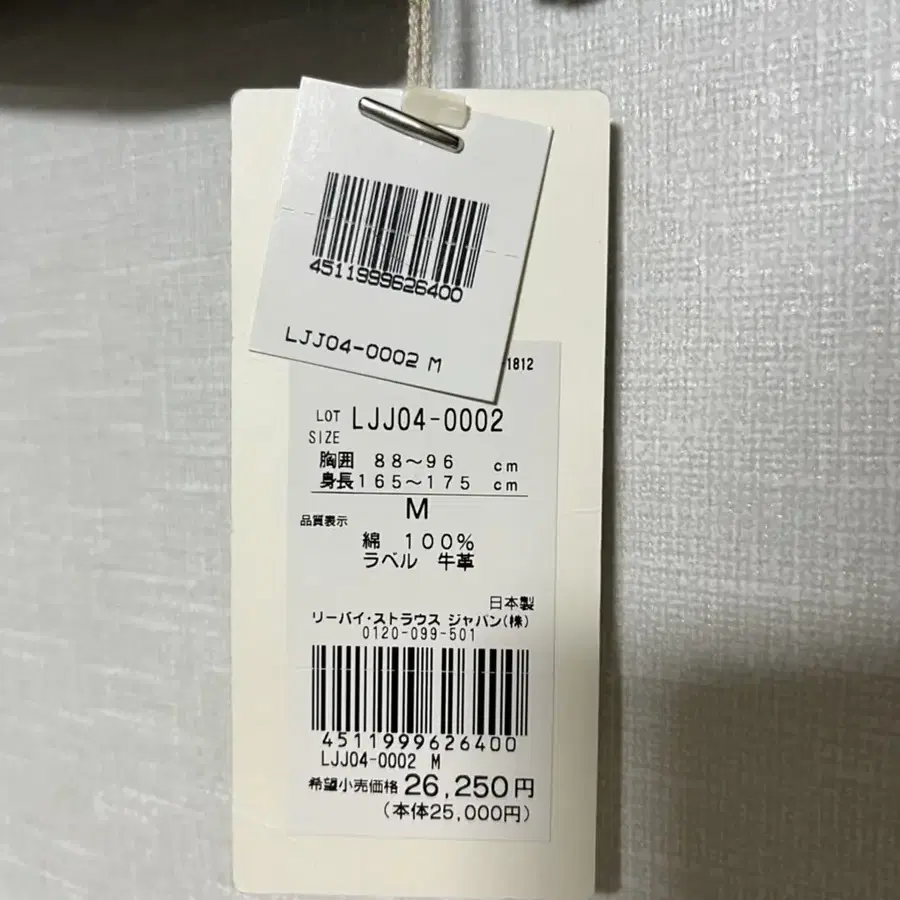 4511999626400
LJJ04-0002 M
1812
LOT LJJ04-0002
SIZE
胸囲 88～96 cm
身長165～175 cm
M
品質表示
綿 100%
ラベル 牛革
日本製
リーバイ・ストラウス ジャパン(株)
0120-099-501
4511999626400
LJJ04-0002 M
希望小売価格 26,250円
(本体25,000円)